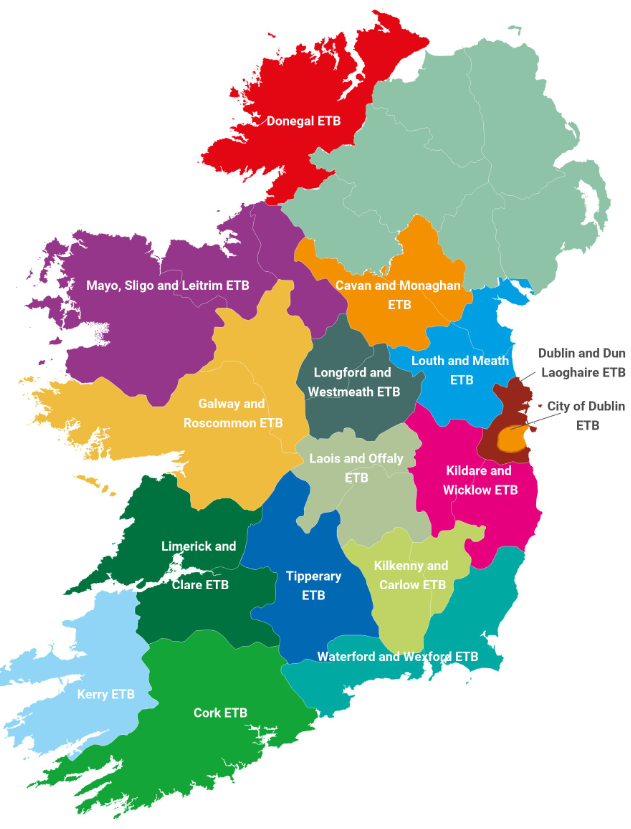 Donegal ETB
Mayo, Sligo and Leitrim ETB
Cavan and Monaghan
ETB
Louth and Meath
ETB
Dublin and Dun
Laoghaire ETB
City of Dublin
ETB
Longford and
Westmeath ETB
Galway and
Roscommon ETB
Laois and Offaly
ETB
Kildare and
Wicklow ETB
Limerick and
Clare ETB
Tipperary
ETB
Kilkenny and
Carlow ETB
Waterford and Wexford ETB
Kerry ETB
Cork ETB